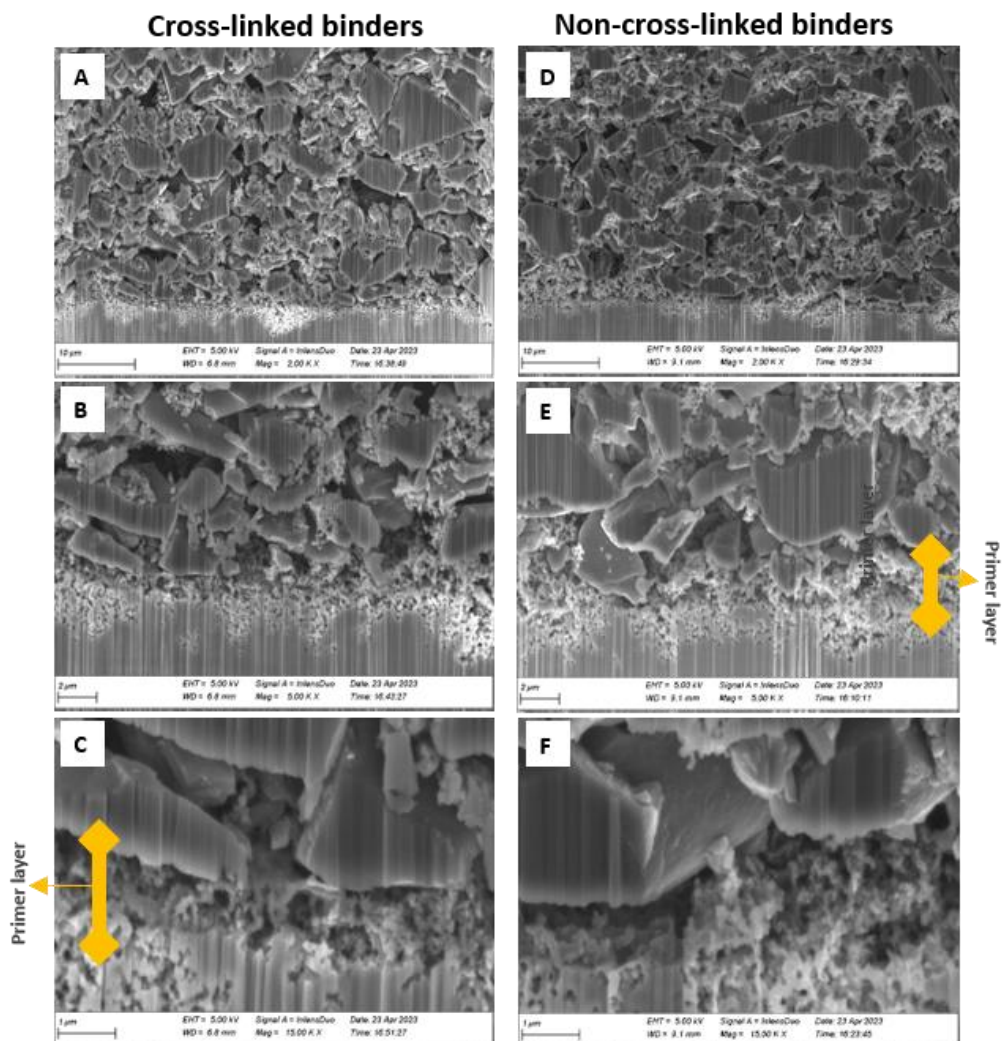 Cross-linked binders
Non-cross-linked binders
A
10 µm
EHT = 5.00 kV Signal A = InlensDuo Date: 23 Apr 2023
WD = 6.8 mm Mag = 2.00 K X Time: 16:38:49
D
10 µm
EHT = 5.00 kV Signal A = InlensDuo Date: 23 Apr 2023
WD = 9.1 mm Mag = 2.00 K X Time: 16:29:34
B
2 µm
EHT = 5.00 kV Signal A = InlensDuo Date: 23 Apr 2023
WD = 6.8 mm Mag = 5.00 K X Time: 16:43:27
E
Primer layer
Primer layer
2 µm
EHT = 5.00 kV Signal A = InlensDuo Date: 23 Apr 2023
WD = 9.1 mm Mag = 5.00 K X Time: 16:10:11
C
Primer layer
1 µm
EHT = 5.00 kV Signal A = InlensDuo Date: 23 Apr 2023
WD = 6.8 mm Mag = 15.00 K X Time: 16:51:27
F
1 µm
EHT = 5.00 kV Signal A = InlensDuo Date: 23 Apr 2023
WD = 9.1 mm Mag = 15.00 K X Time: 16:23:45